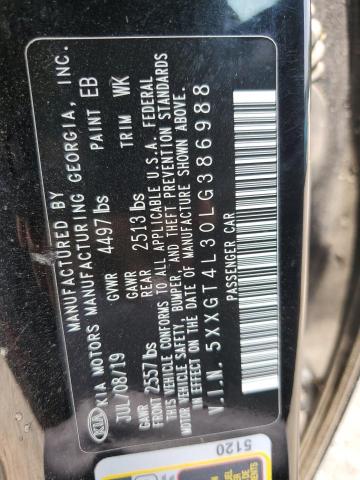 MANUFACTURED BY
KIA KIA MOTORS MANUFACTURING GEORGIA, INC.
JUL/08/19 GVWR 4497 lbs PAINT EB
GAWR FRONT 2557 lbs GAWR REAR 2513 lbs TRIM WK
THIS VEHICLE CONFORMS TO ALL APPLICABLE U.S.A. FEDERAL
MOTOR VEHICLE SAFETY, BUMPER, AND THEFT PREVENTION STANDARDS
IN EFFECT ON THE DATE OF MANUFACTURE SHOWN ABOVE.
V.I.N. 5XXGT4L30LG386988
PASSENGER CAR
5120